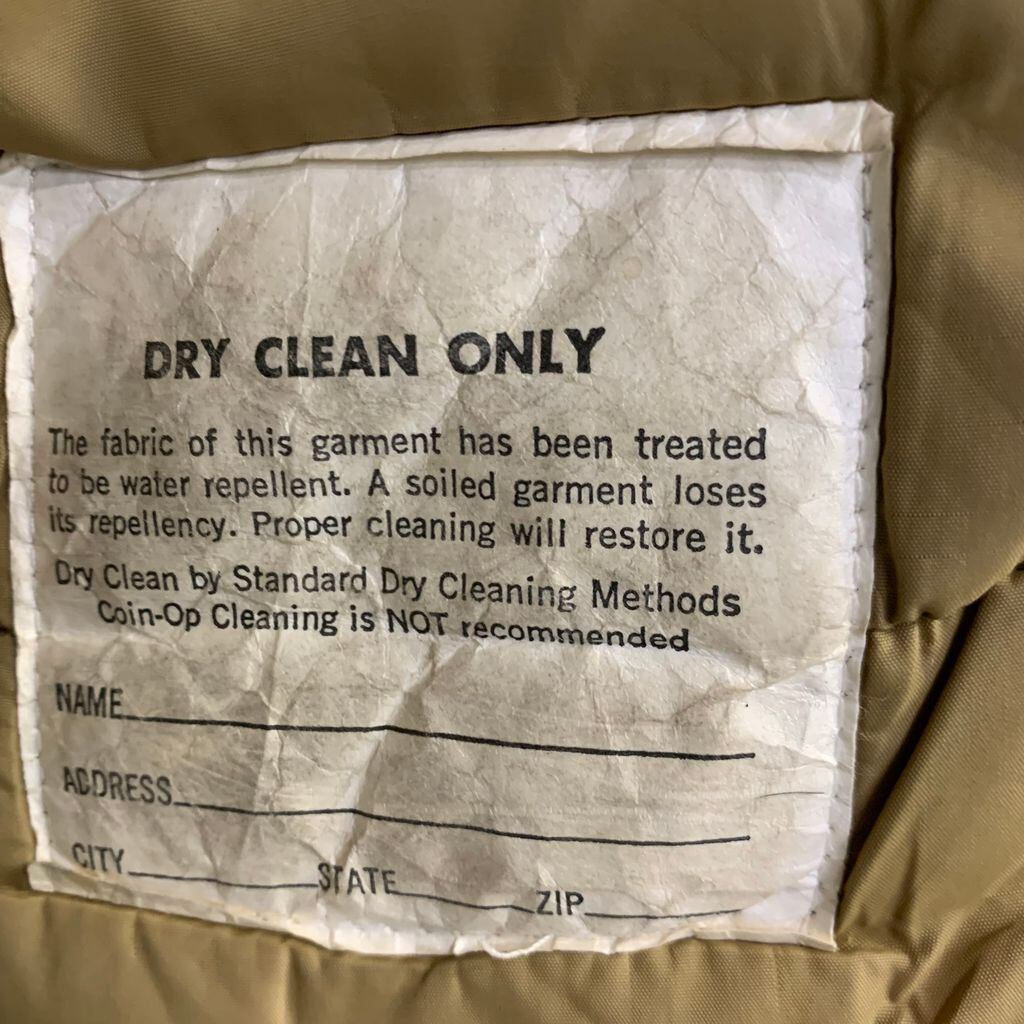 DRY CLEAN ONLY
The fabric of this garment has been treated
to be water repellent. A soiled garment loses
its repellency. Proper cleaning will restore it.
Dry Clean by Standard Dry Cleaning Methods
Coin-Op Cleaning is NOT recommended
NAME
ADDRESS
CITY STATE ZIP